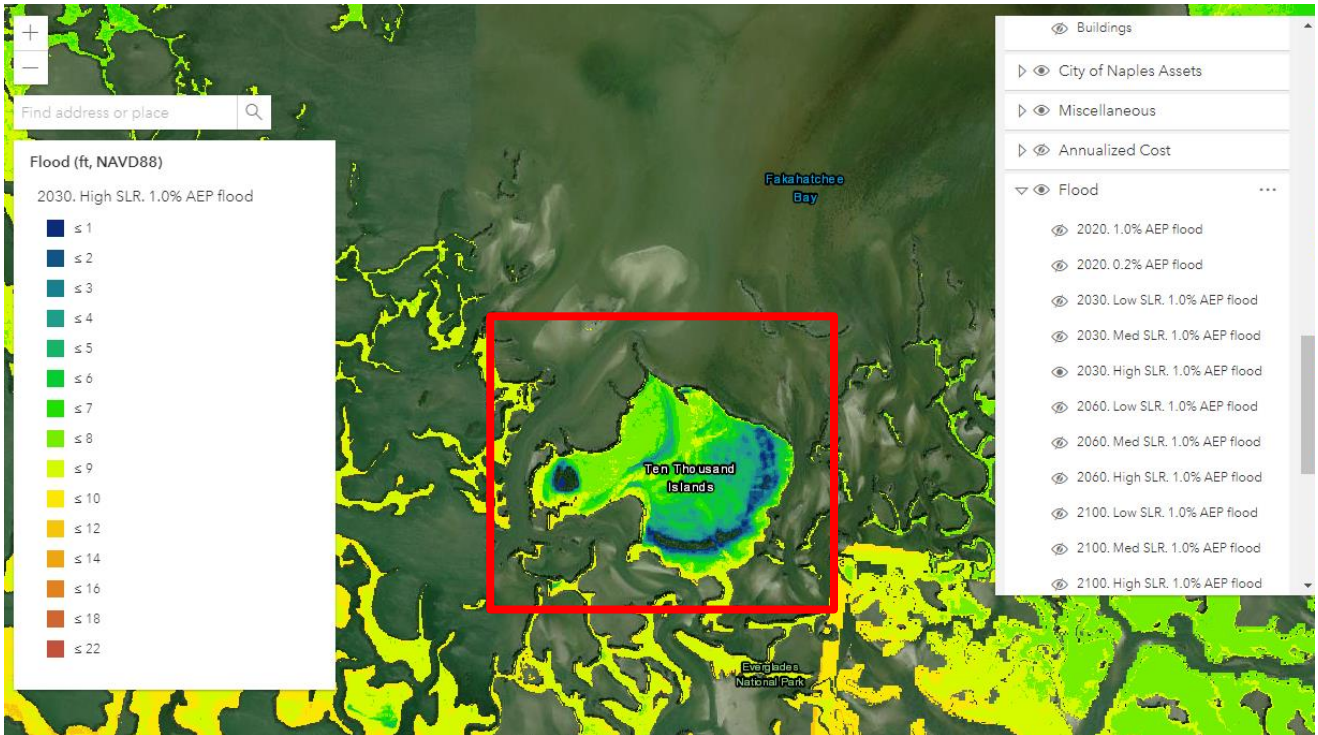 +
−
Find address or place
Flood (ft, NAVD88)
2030. High SLR. 1.0% AEP flood
≤ 1
≤ 2
≤ 3
≤ 4
≤ 5
≤ 6
≤ 7
≤ 8
≤ 9
≤ 10
≤ 12
≤ 14
≤ 16
≤ 18
≤ 22
Fakahatchee
Bay
Ten Thousand
Islands
Everglades
National Park
Buildings
City of Naples Assets
Miscellaneous
Annualized Cost
Flood ...
2020. 1.0% AEP flood
2020. 0.2% AEP flood
2030. Low SLR. 1.0% AEP flood
2030. Med SLR. 1.0% AEP flood
2030. High SLR. 1.0% AEP flood
2060. Low SLR. 1.0% AEP flood
2060. Med SLR. 1.0% AEP flood
2060. High SLR. 1.0% AEP flood
2100. Low SLR. 1.0% AEP flood
2100. Med SLR. 1.0% AEP flood
2100. High SLR. 1.0% AEP flood